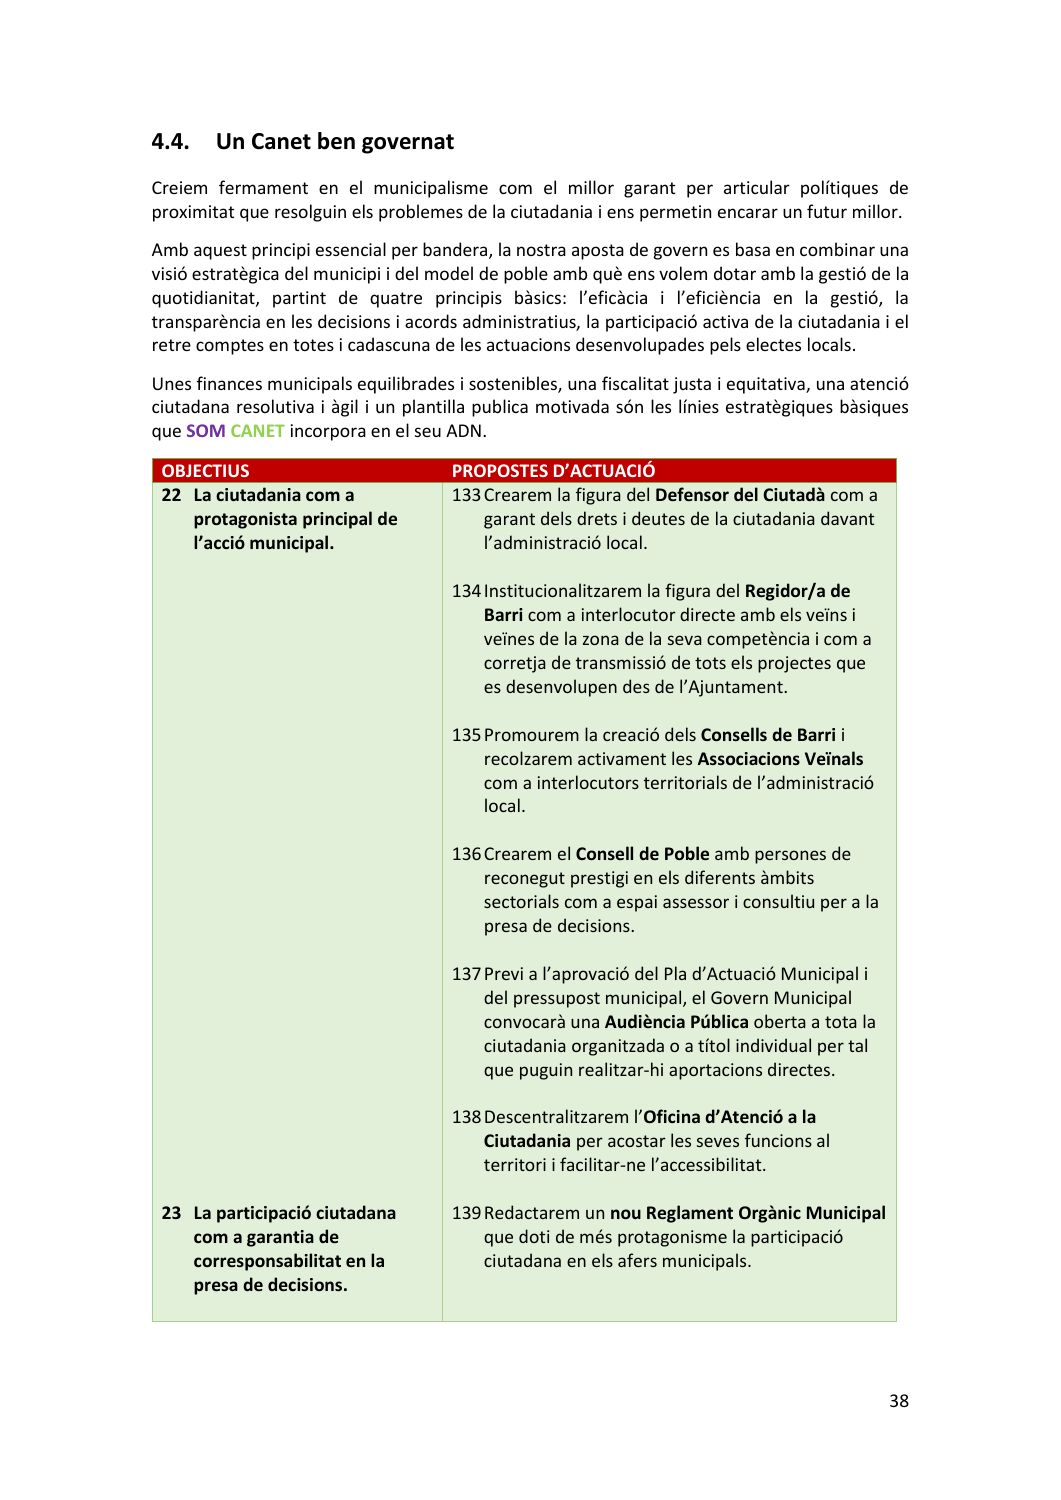 4.4. Un Canet ben governat
Creiem fermament en el municipalisme com el millor garant per articular polítiques de
proximitat que resolguin els problemes de la ciutadania i ens permetin encarar un futur millor.
Amb aquest principi essencial per bandera, la nostra aposta de govern es basa en combinar una
visió estratègica del municipi i del model de poble amb què ens volem dotar amb la gestió de la
quotidianitat, partint de quatre principis bàsics: l’eficàcia i l’eficiència en la gestió, la
transparència en les decisions i acords administratius, la participació activa de la ciutadania i el
retre comptes en totes i cadascuna de les actuacions desenvolupades pels electes locals.
Unes finances municipals equilibrades i sostenibles, una fiscalitat justa i equitativa, una atenció
ciutadana resolutiva i àgil i un plantilla publica motivada són les línies estratègiques bàsiques
que SOM CANET incorpora en el seu ADN.
OBJECTIUS
PROPOSTES D’ACTUACIÓ
22 La ciutadania com a
protagonista principal de
l’acció municipal.
133 Crearem la figura del Defensor del Ciutadà com a
garant dels drets i deutes de la ciutadania davant
l’administració local.
134 Institucionalitzarem la figura del Regidor/a de
Barri com a interlocutor directe amb els veïns i
veïnes de la zona de la seva competència i com a
corretja de transmissió de tots els projectes que
es desenvolupen des de l’Ajuntament.
135 Promourem la creació dels Consells de Barri i
recolzarem activament les Associacions Veïnals
com a interlocutors territorials de l’administració
local.
136 Crearem el Consell de Poble amb persones de
reconegut prestigi en els diferents àmbits
sectorials com a espai assessor i consultiu per a la
presa de decisions.
137 Previ a l’aprovació del Pla d’Actuació Municipal i
del pressupost municipal, el Govern Municipal
convocarà una Audiència Pública oberta a tota la
ciutadania organitzada o a títol individual per tal
que puguin realitzar-hi aportacions directes.
138 Descentralitzarem l’Oficina d’Atenció a la
Ciutadania per acostar les seves funcions al
territori i facilitar-ne l’accessibilitat.
23 La participació ciutadana
com a garantia de
corresponsabilitat en la
presa de decisions.
139 Redactarem un nou Reglament Orgànic Municipal
que doti de més protagonisme la participació
ciutadana en els afers municipals.
38